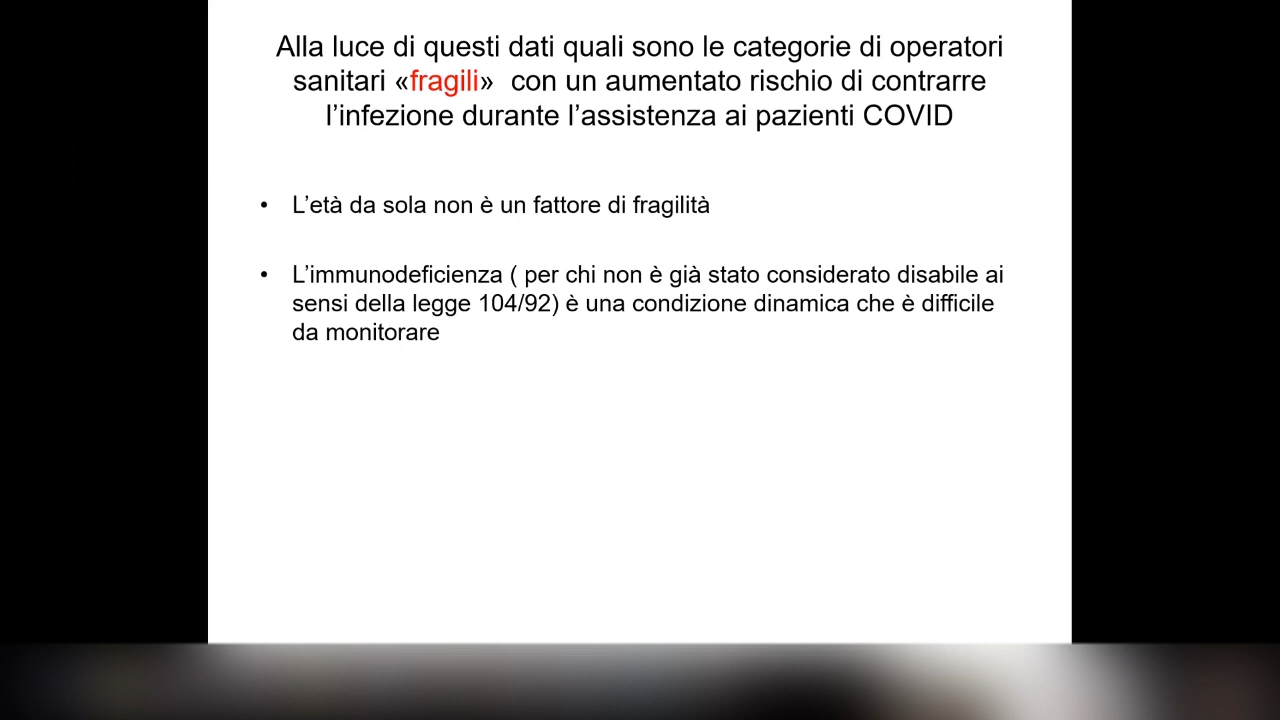 Alla luce di questi dati quali sono le categorie di operatori
sanitari «fragili»  con un aumentato rischio di contrarre
l’infezione durante l’assistenza ai pazienti COVID
• L’età da sola non è un fattore di fragilità
• L’immunodeficienza ( per chi non è già stato considerato disabile ai
sensi della legge 104/92) è una condizione dinamica che è difficile
da monitorare